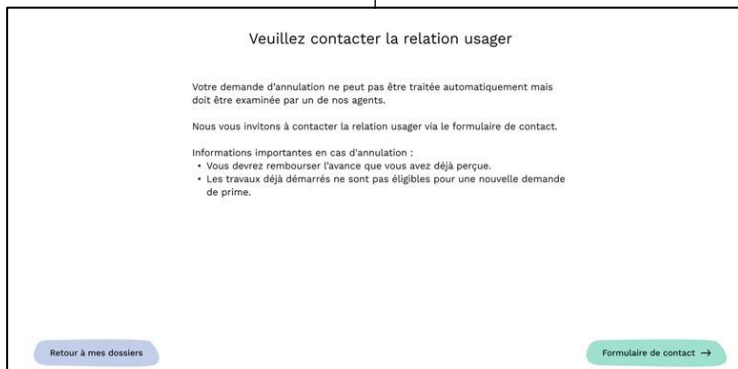 Veuillez contacter la relation usager
Votre demande d'annulation ne peut pas être traitée automatiquement mais
doit être examinée par un de nos agents.
Nous vous invitons à contacter la relation usager via le formulaire de contact.
Informations importantes en cas d'annulation :
• Vous devrez rembourser l'avance que vous avez déjà perçue.
• Les travaux déjà démarrés ne sont pas éligibles pour une nouvelle demande
de prime.
Retour à mes dossiers
Formulaire de contact →